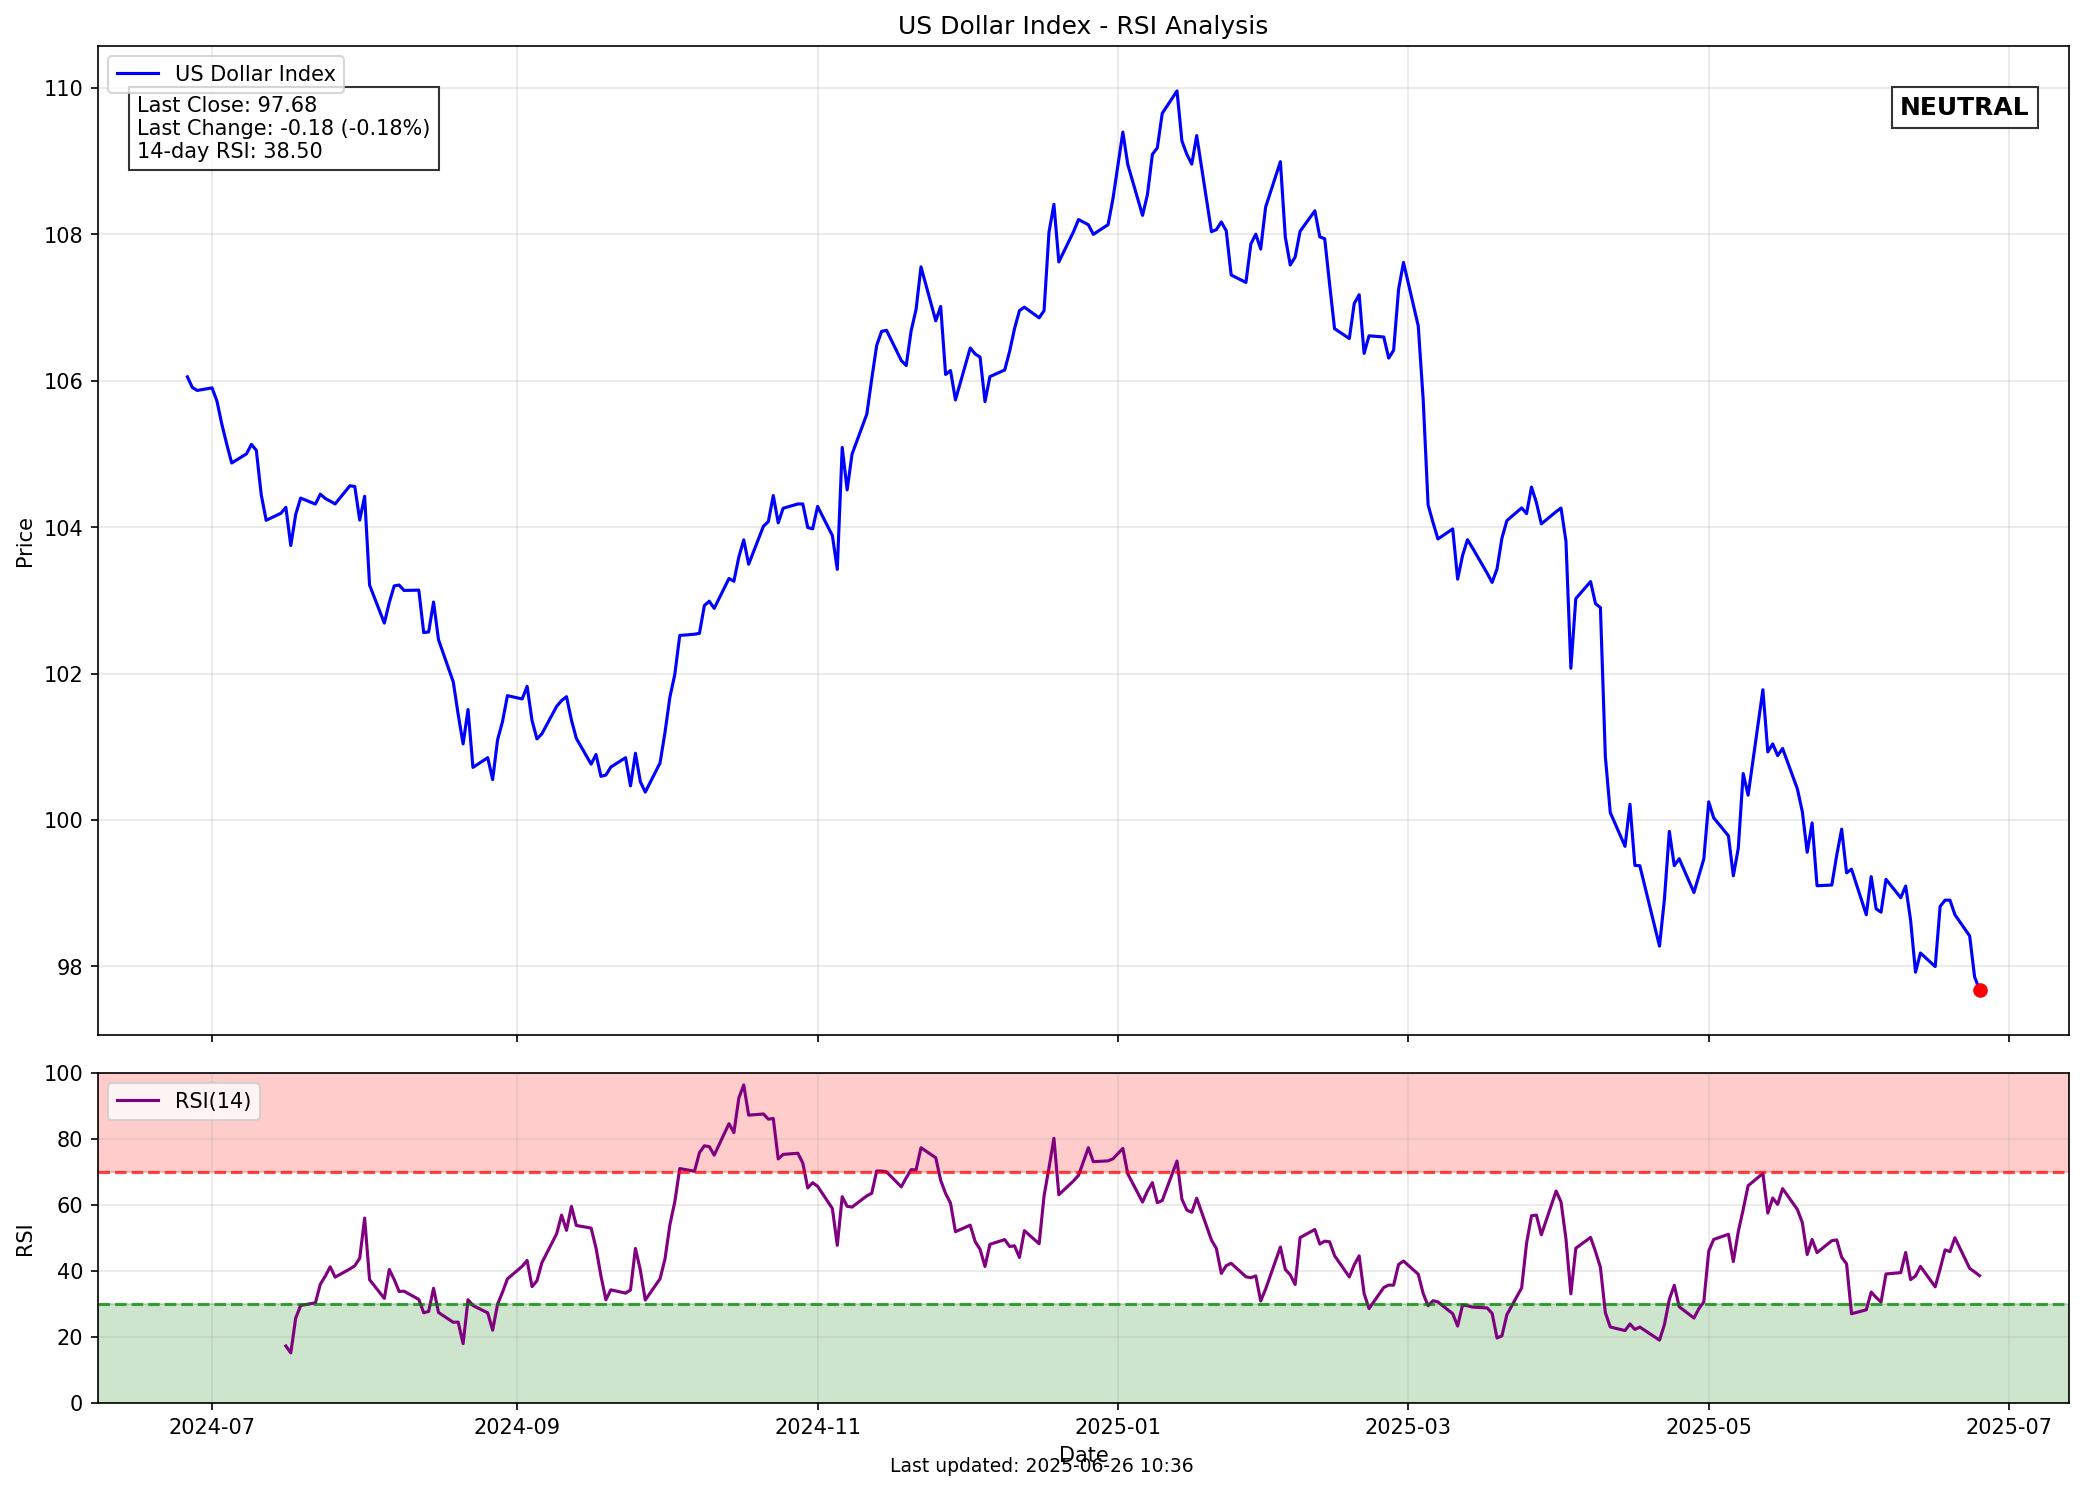 US Dollar Index - RSI Analysis
US Dollar Index
Last Close: 97.68
Last Change: -0.18 (-0.18%)
14-day RSI: 38.50
NEUTRAL
Price
110
108
106
104
102
100
98
RSI(14)
RSI
100
80
60
40
20
0
2024-07
2024-09
2024-11
2025-01
2025-03
2025-05
2025-07
Date
Last updated: 2025-06-26 10:36